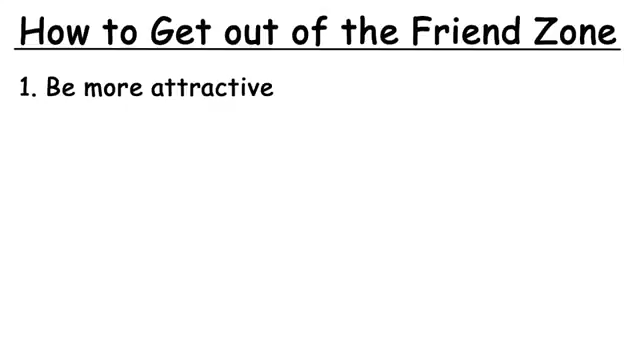 How to Get out of the Friend Zone
1. Be more attractive